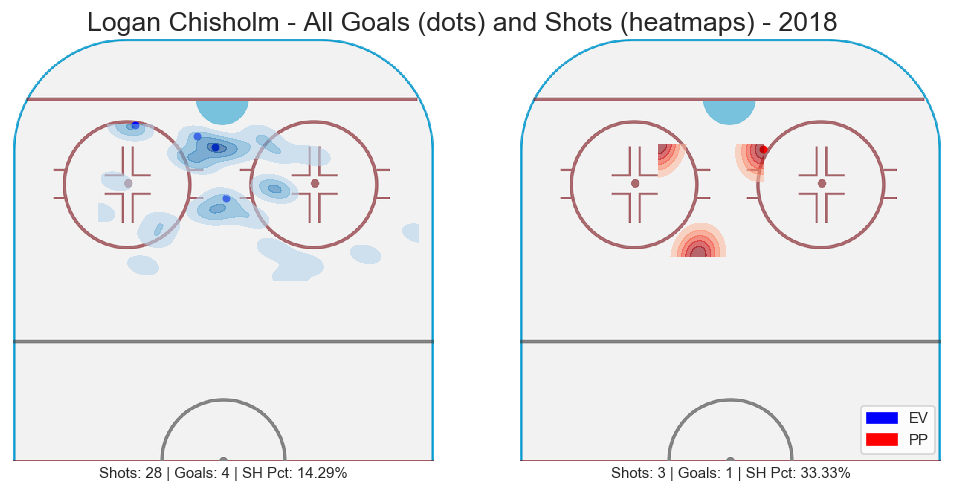 Logan Chisholm - All Goals (dots) and Shots (heatmaps) - 2018
EV
PP
Shots: 28 | Goals: 4 | SH Pct: 14.29%
Shots: 3 | Goals: 1 | SH Pct: 33.33%